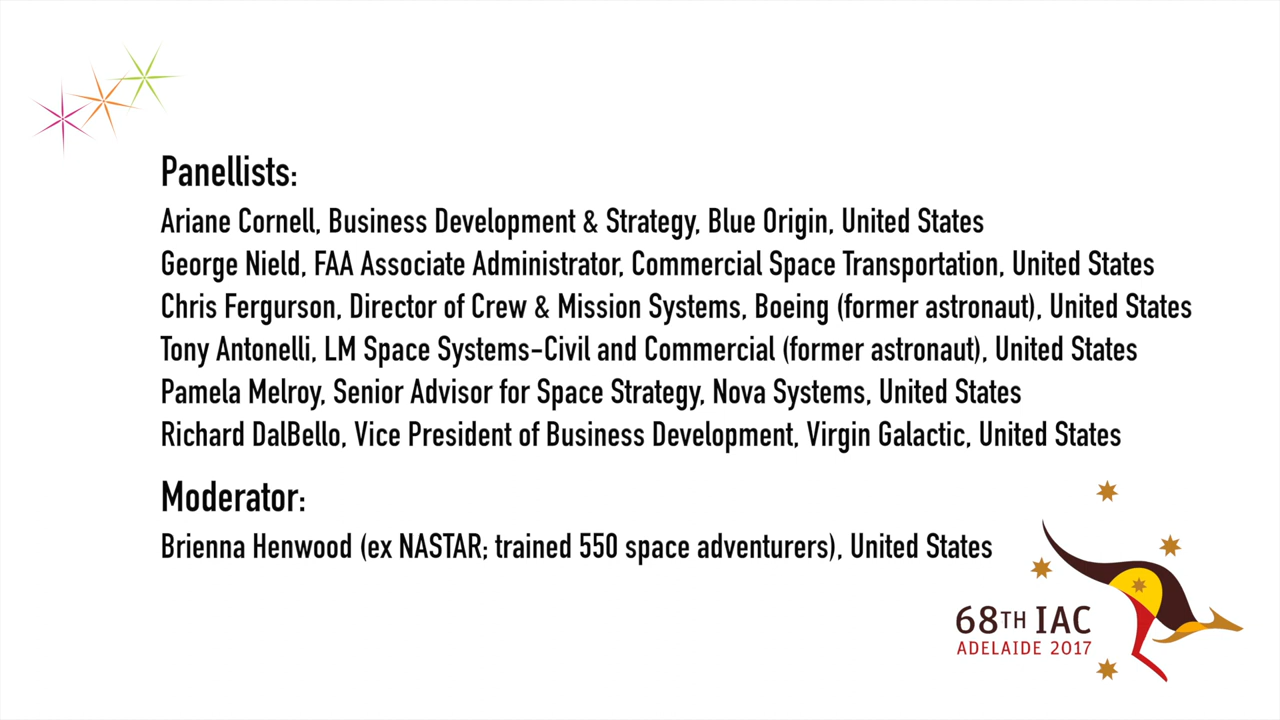 Panellists:
Ariane Cornell, Business Development & Strategy, Blue Origin, United States
George Nield, FAA Associate Administrator, Commercial Space Transportation, United States
Chris Fergurson, Director of Crew & Mission Systems, Boeing (former astronaut), United States
Tony Antonelli, LM Space Systems-Civil and Commercial (former astronaut), United States
Pamela Melroy, Senior Advisor for Space Strategy, Nova Systems, United States
Richard DalBello, Vice President of Business Development, Virgin Galactic, United States
Moderator:
Brienna Henwood (ex NASTAR; trained 550 space adventurers), United States
68TH IAC
ADELAIDE 2017